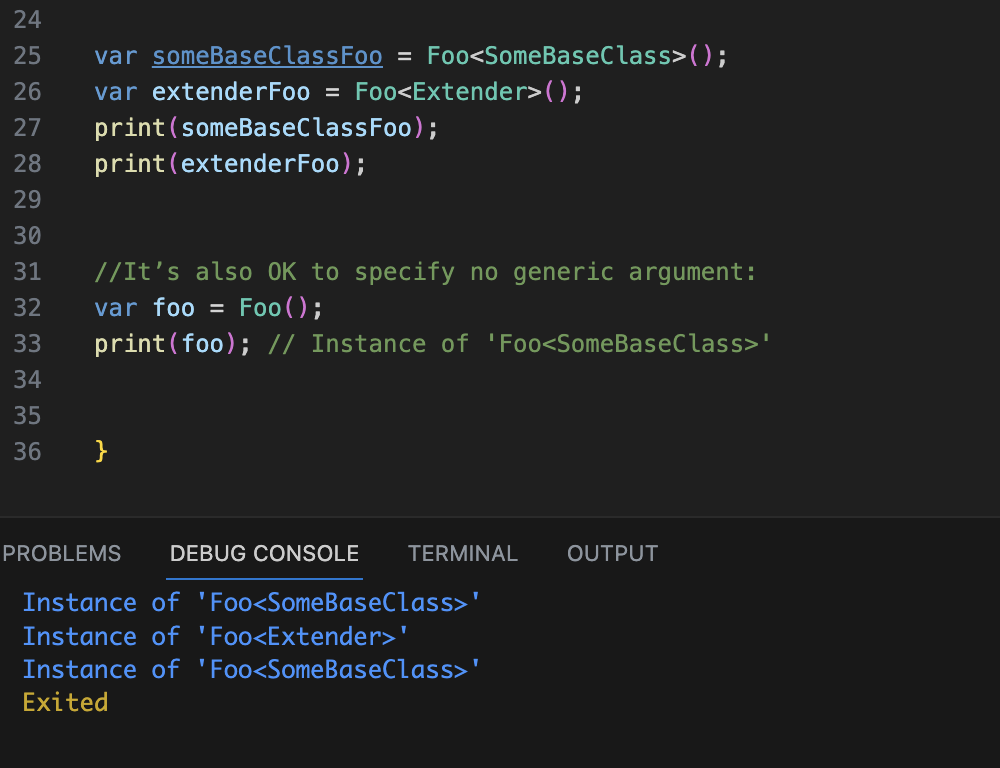 24
25 var someBaseClassFoo = Foo<SomeBaseClass>();
26 var extenderFoo = Foo<Extender>();
27 print(someBaseClassFoo);
28 print(extenderFoo);
29
30
31 //It’s also OK to specify no generic argument:
32 var foo = Foo();
33 print(foo); // Instance of 'Foo<SomeBaseClass>'
34
35
36 }
PROBLEMS DEBUG CONSOLE TERMINAL OUTPUT
Instance of 'Foo<SomeBaseClass>'
Instance of 'Foo<Extender>'
Instance of 'Foo<SomeBaseClass>'
Exited